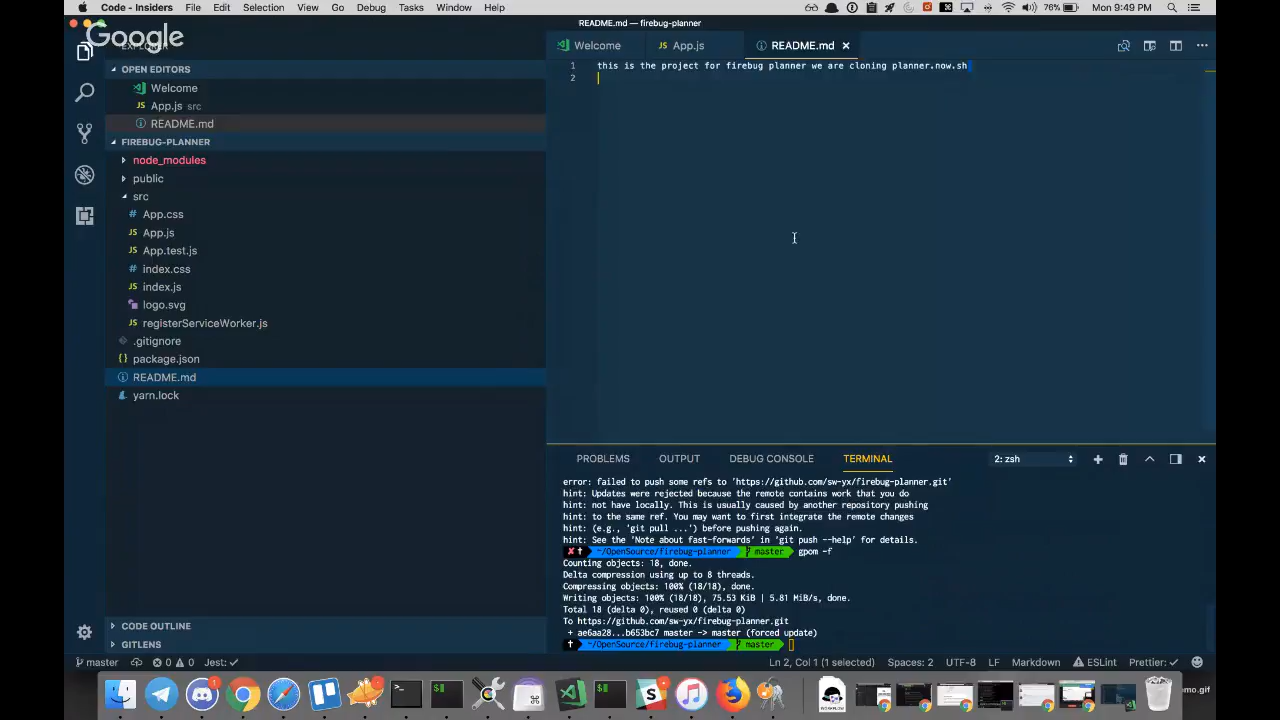 Code - Insiders File Edit Selection View Go Debug Tasks Window Help
76% Mon 9:49 PM
Google
README.md — firebug-planner
Welcome App.js README.md
OPEN EDITORS
Welcome
App.js src
README.md
FIREBUG-PLANNER
node_modules
public
src
# App.css
JS App.js
JS App.test.js
# index.css
JS index.js
logo.svg
JS registerServiceWorker.js
.gitignore
{} package.json
README.md
yarn.lock
CODE OUTLINE
GITLENS
1 this is the project for firebug planner we are cloning planner.now.sh
2
PROBLEMS OUTPUT DEBUG CONSOLE TERMINAL 2: zsh
error: failed to push some refs to 'https://github.com/sw-yx/firebug-planner.git'
hint: Updates were rejected because the remote contains work that you do
hint: not have locally. This is usually caused by another repository pushing
hint: to the same ref. You may want to first integrate the remote changes
hint: (e.g., 'git pull ...') before pushing again.
hint: See the 'Note about fast-forwards' in 'git push --help' for details.
~/OpenSource/firebug-planner master gpom -f
Counting objects: 18, done.
Delta compression using up to 8 threads.
Compressing objects: 100% (18/18), done.
Writing objects: 100% (18/18), 75.53 KiB | 5.81 MiB/s, done.
Total 18 (delta 0), reused 0 (delta 0)
To https://github.com/sw-yx/firebug-planner.git
+ ae6aa28...b653bc7 master -> master (forced update)
~/OpenSource/firebug-planner master
master 0 0 Jest: Ln 2, Col 1 (1 selected) Spaces: 2 UTF-8 LF Markdown ESLint Prettier:
WORKFLOW
omo.gif